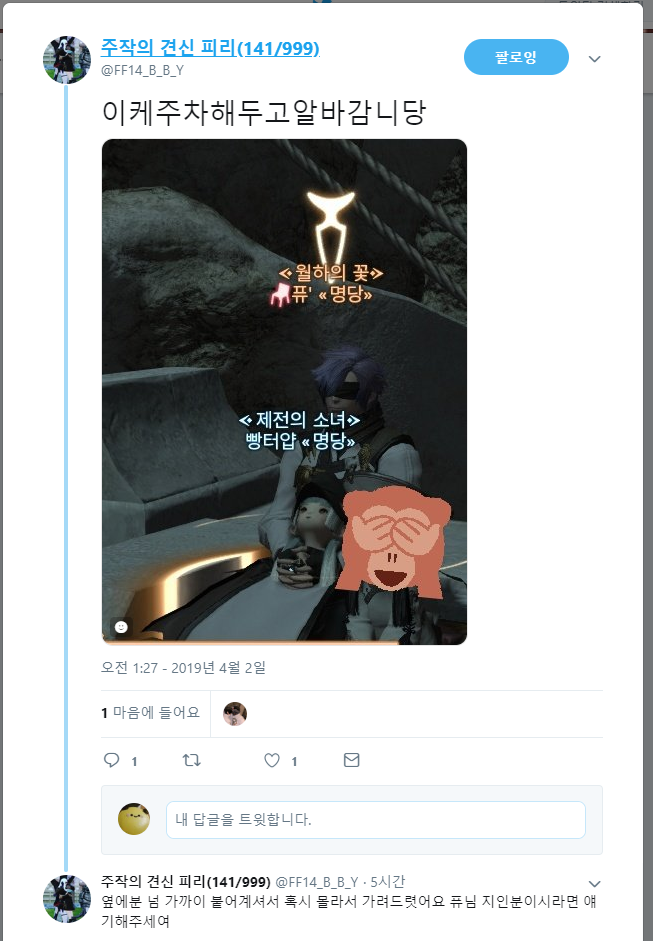 주작의 견신 피리(141/999)
팔로잉
@FF14_B_B_Y
이케주차해두고알바감니당
<월하의 꽃>
퓨' «명당»
<제전의 소녀>
빵터얍 «명당»
오전 1:27 - 2019년 4월 2일
1 마음에 들어요
1 1
내 답글을 트윗합니다.
주작의 견신 피리(141/999) @FF14_B_B_Y · 5시간
옆에분 넘 가까이 붙어계셔서 혹시 몰라서 가려드렷어요 퓨님 지인분이시라면 얘
기해주세여